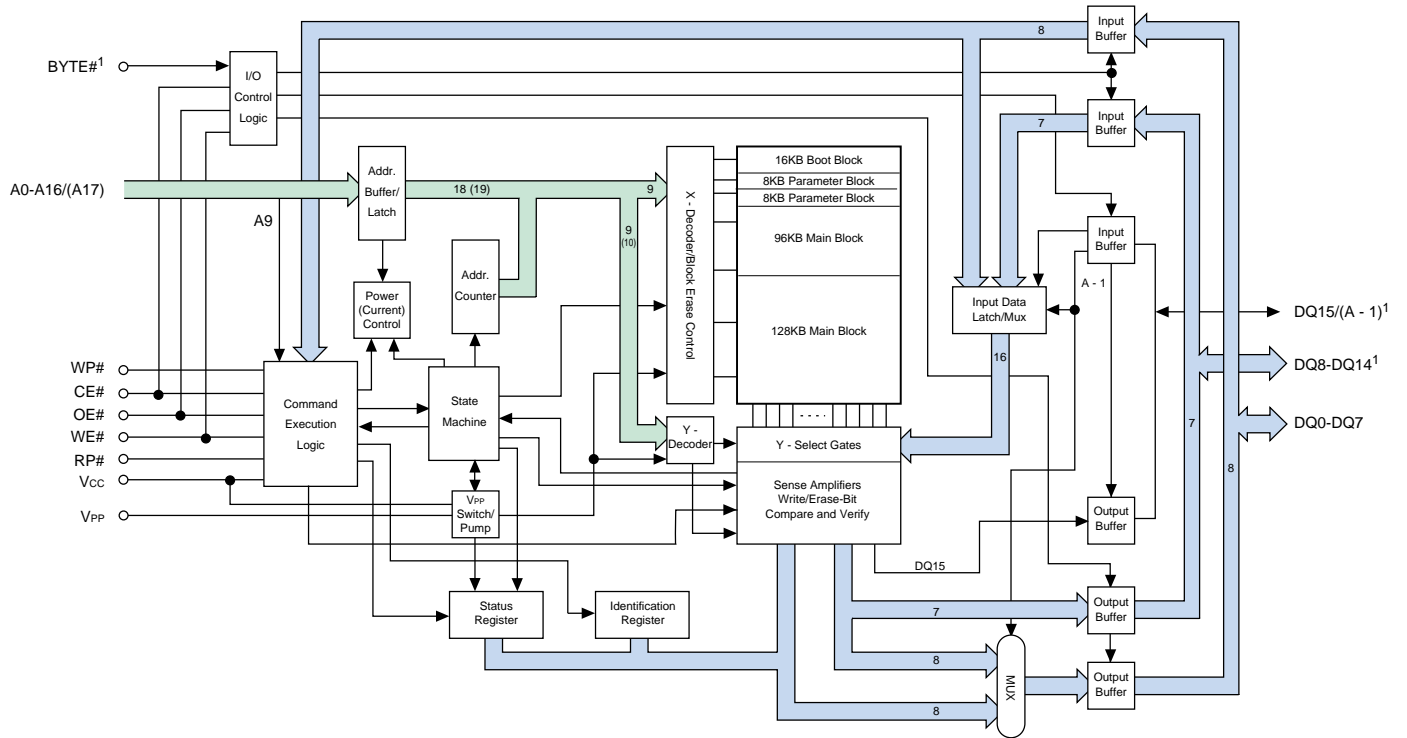 8
Input
Buffer
BYTE#1
I/O
Control
Logic
7
Input
Buffer
A0-A16/(A17)
A9
Addr.
Buffer/
Latch
18 (19)
9
9
(10)
X - Decoder/Block Erase Control
16KB Boot Block
8KB Parameter Block
8KB Parameter Block
96KB Main Block
128KB Main Block
Input
Buffer
A - 1
Addr.
Counter
Power
(Current)
Control
Input Data
Latch/Mux
16
DQ15/(A - 1)1
DQ8-DQ141
DQ0-DQ7
7
8
WP#
CE#
OE#
WE#
RP#
VCC
VPP
Command
Execution
Logic
State
Machine
VPP
Switch/
Pump
Y -
Decoder
- - - -
Y - Select Gates
Sense Amplifiers
Write/Erase-Bit
Compare and Verify
Output
Buffer
DQ15
Status
Register
Identification
Register
7
Output
Buffer
8
8
MUX
Output
Buffer